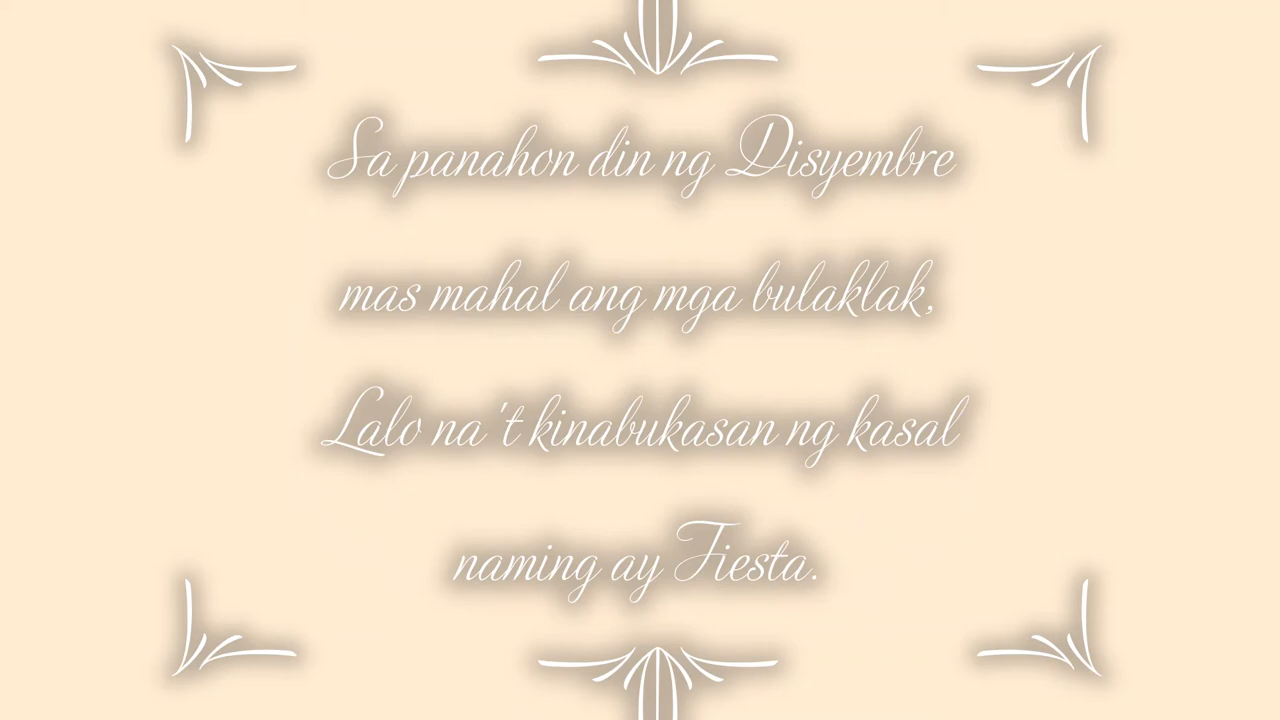 Sa panahon din ng Disyembre
mas mahal ang mga bulaklak,
Lalo na 't kinabukasan ng kasal
naming ay Fiesta.